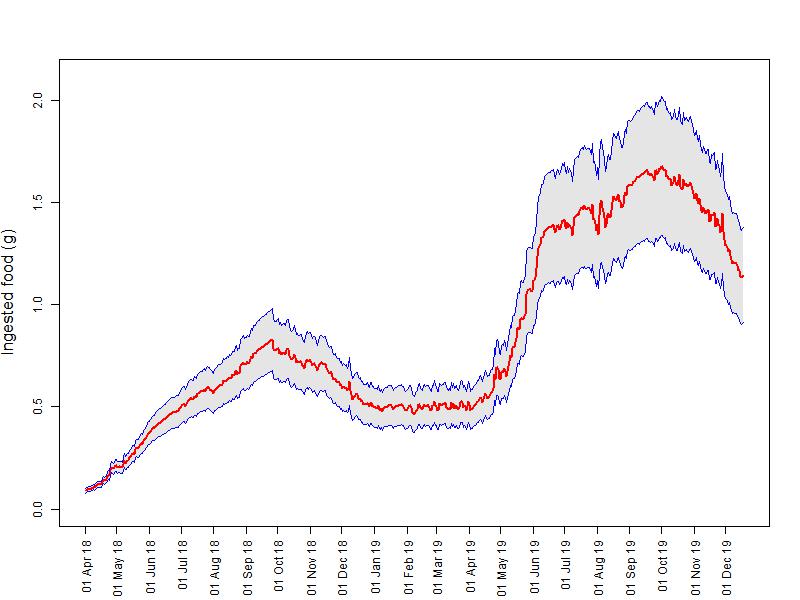 Ingested food (g)
2.0
1.5
1.0
0.5
0.0
01 Apr 18
01 May 18
01 Jun 18
01 Jul 18
01 Aug 18
01 Sep 18
01 Oct 18
01 Nov 18
01 Dec 18
01 Jan 19
01 Feb 19
01 Mar 19
01 Apr 19
01 May 19
01 Jun 19
01 Jul 19
01 Aug 19
01 Sep 19
01 Oct 19
01 Nov 19
01 Dec 19